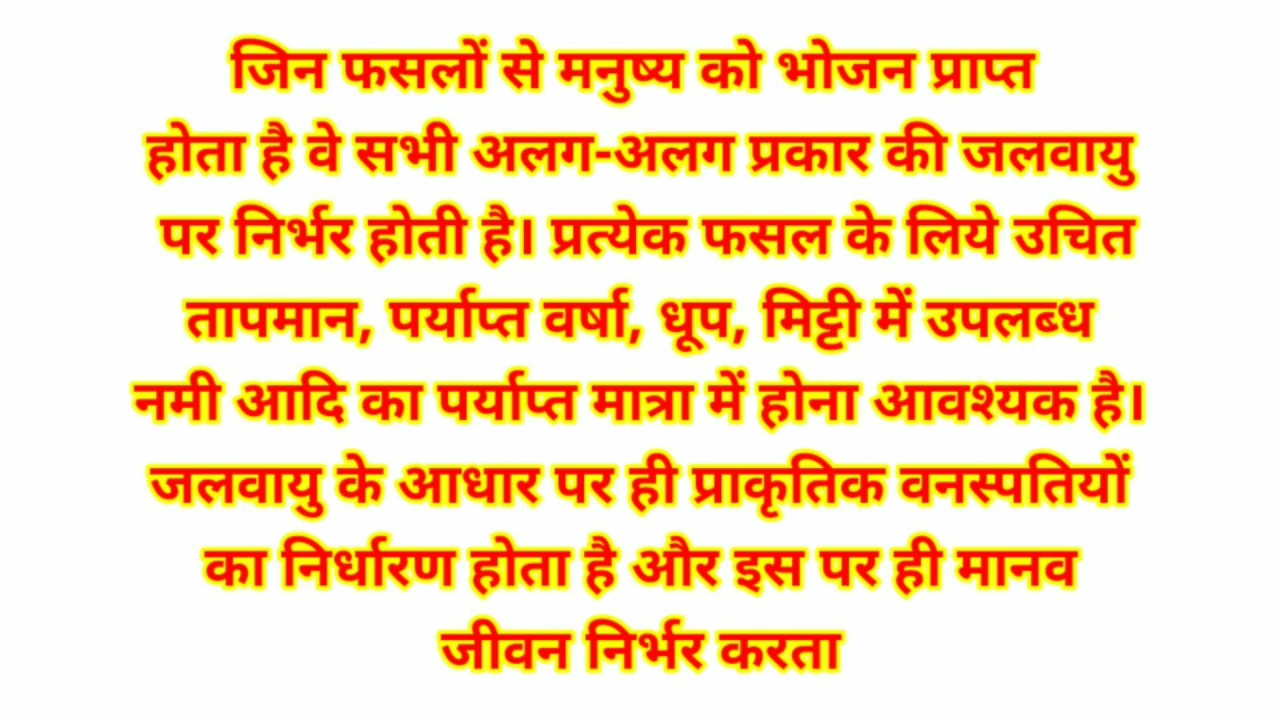 जिन फसलों से मनुष्य को भोजन प्राप्त
होता है वे सभी अलग-अलग प्रकार की जलवायु
पर निर्भर होती है। प्रत्येक फसल के लिये उचित
तापमान, पर्याप्त वर्षा, धूप, मिट्टी में उपलब्ध
नमी आदि का पर्याप्त मात्रा में होना आवश्यक है।
जलवायु के आधार पर ही प्राकृतिक वनस्पतियों
का निर्धारण होता है और इस पर ही मानव
जीवन निर्भर करता